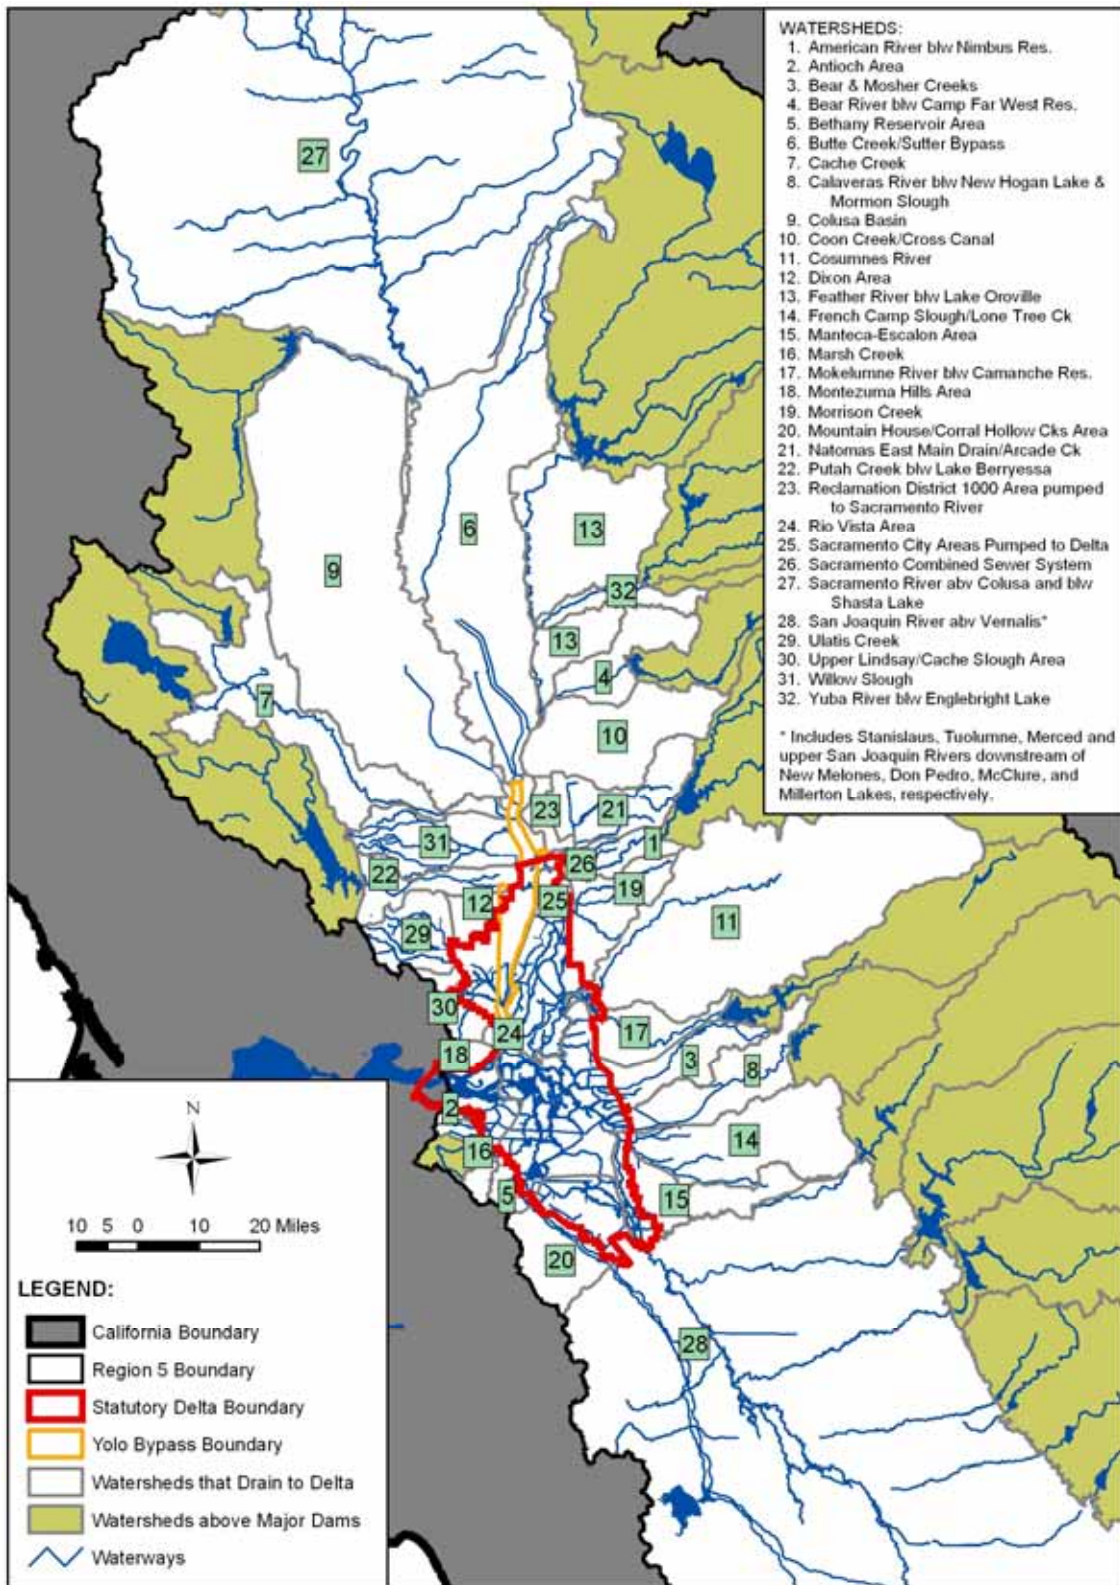 WATERSHEDS:
1. American River blw Nimbus Res.
2. Antioch Area
3. Bear & Mosher Creeks
4. Bear River blw Camp Far West Res.
5. Bethany Reservoir Area
6. Butte Creek/Sutter Bypass
7. Cache Creek
8. Calaveras River blw New Hogan Lake &
Mormon Slough
9. Colusa Basin
10. Coon Creek/Cross Canal
11. Cosumnes River
12. Dixon Area
13. Feather River blw Lake Oroville
14. French Camp Slough/Lone Tree Ck
15. Manteca-Escalon Area
16. Marsh Creek
17. Mokelumne River blw Camanche Res.
18. Montezuma Hills Area
19. Morrison Creek
20. Mountain House/Corral Hollow Cks Area
21. Natomas East Main Drain/Arcade Ck
22. Putah Creek blw Lake Berryessa
23. Reclamation District 1000 Area pumped
to Sacramento River
24. Rio Vista Area
25. Sacramento City Areas Pumped to Delta
26. Sacramento Combined Sewer System
27. Sacramento River abv Colusa and blw
Shasta Lake
28. San Joaquin River abv Vernalis*
29. Ulatis Creek
30. Upper Lindsay/Cache Slough Area
31. Willow Slough
32. Yuba River blw Englebright Lake
* Includes Stanislaus, Tuolumne, Merced and
upper San Joaquin Rivers downstream of
New Melones, Don Pedro, McClure, and
Millerton Lakes, respectively.
27
6
13
9
32
13
4
7
10
23
21
31
1
26
22
19
12
25
11
29
30
24
17
18
3
8
2
14
16
5
15
20
28
N
10 5 0 10 20 Miles
LEGEND:
California Boundary
Region 5 Boundary
Statutory Delta Boundary
Yolo Bypass Boundary
Watersheds that Drain to Delta
Watersheds above Major Dams
Waterways